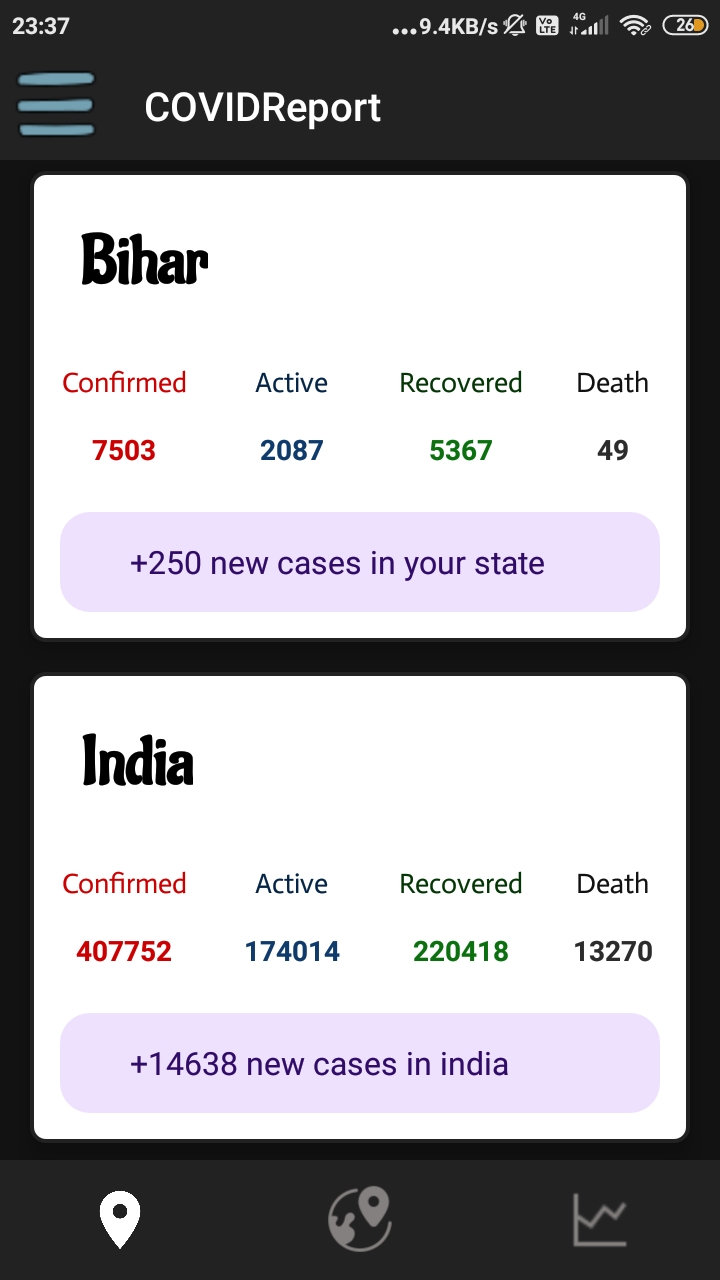 23:37 ...9.4KB/s Vo LTE 4G 26
COVIDReport
Bihar
Confirmed Active Recovered Death
7503 2087 5367 49
+250 new cases in your state
India
Confirmed Active Recovered Death
407752 174014 220418 13270
+14638 new cases in india